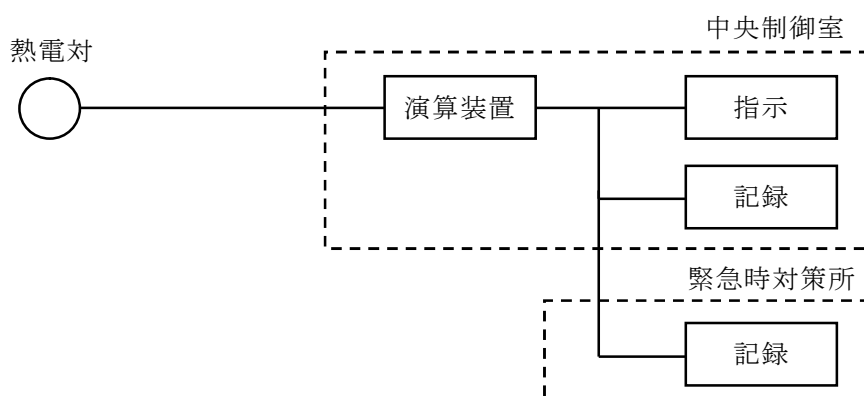 中央制御室
熱電対
演算装置
指示
記録
緊急時対策所
記録